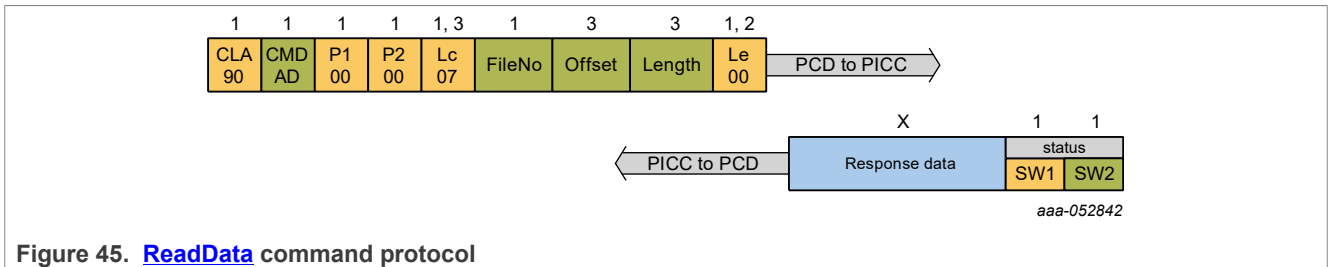 1 1 1 1 1, 3 1 3 3 1, 2
CLA CMD P1 P2 Lc FileNo Offset Length Le PCD to PICC
90 AD 00 00 07 00
X 1 1
PICC to PCD Response data status
SW1 SW2
aaa-052842
Figure 45. ReadData command protocol